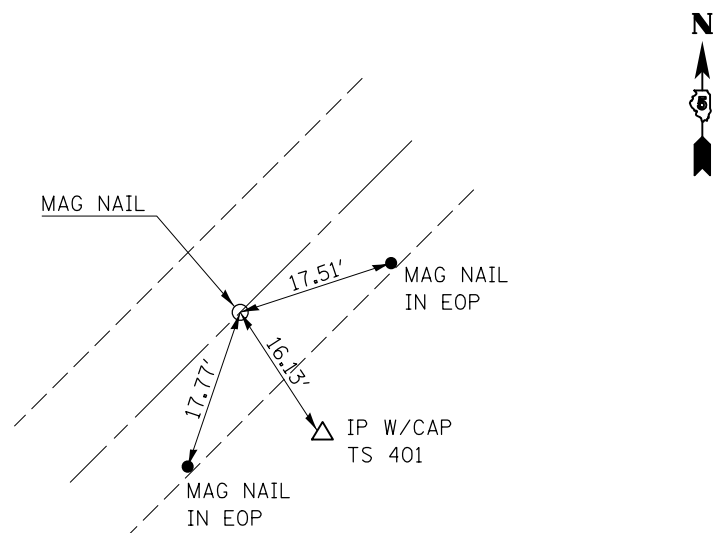 N
5
MAG NAIL
17.51'
MAG NAIL
IN EOP
16.13'
17.77'
IP W/CAP
TS 401
MAG NAIL
IN EOP